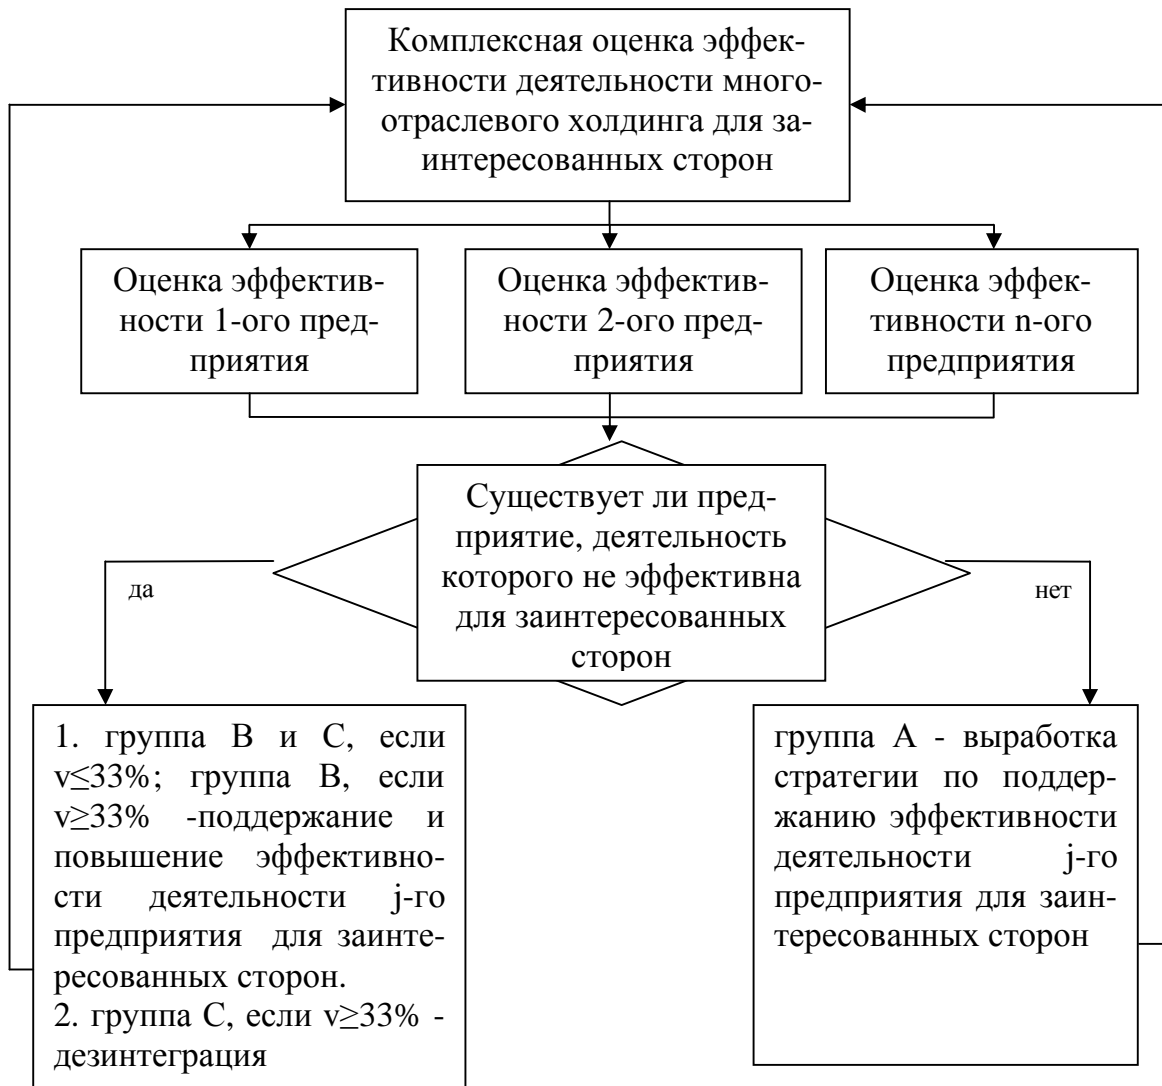 Комплексная оценка эффек-
тивности деятельности много-
отраслевого холдинга для за-
интересованных сторон
Оценка эффектив-
ности 1-ого пред-
приятия
Оценка эффектив-
ности 2-ого пред-
приятия
Оценка эффек-
тивности n-ого
предприятия
Существует ли пред-
приятие, деятельность
которого не эффективна
для заинтересованных
сторон
да
нет
1. группа В и С, если
v≤33%; группа В, если
v≥33% -поддержание и
повышение эффективно-
сти деятельности j-го
предприятия для заинте-
ресованных сторон.
2. группа С, если v≥33% -
дезинтеграция
группа А - выработка
стратегии по поддер-
жанию эффективности
деятельности j-го
предприятия для заин-
тересованных сторон